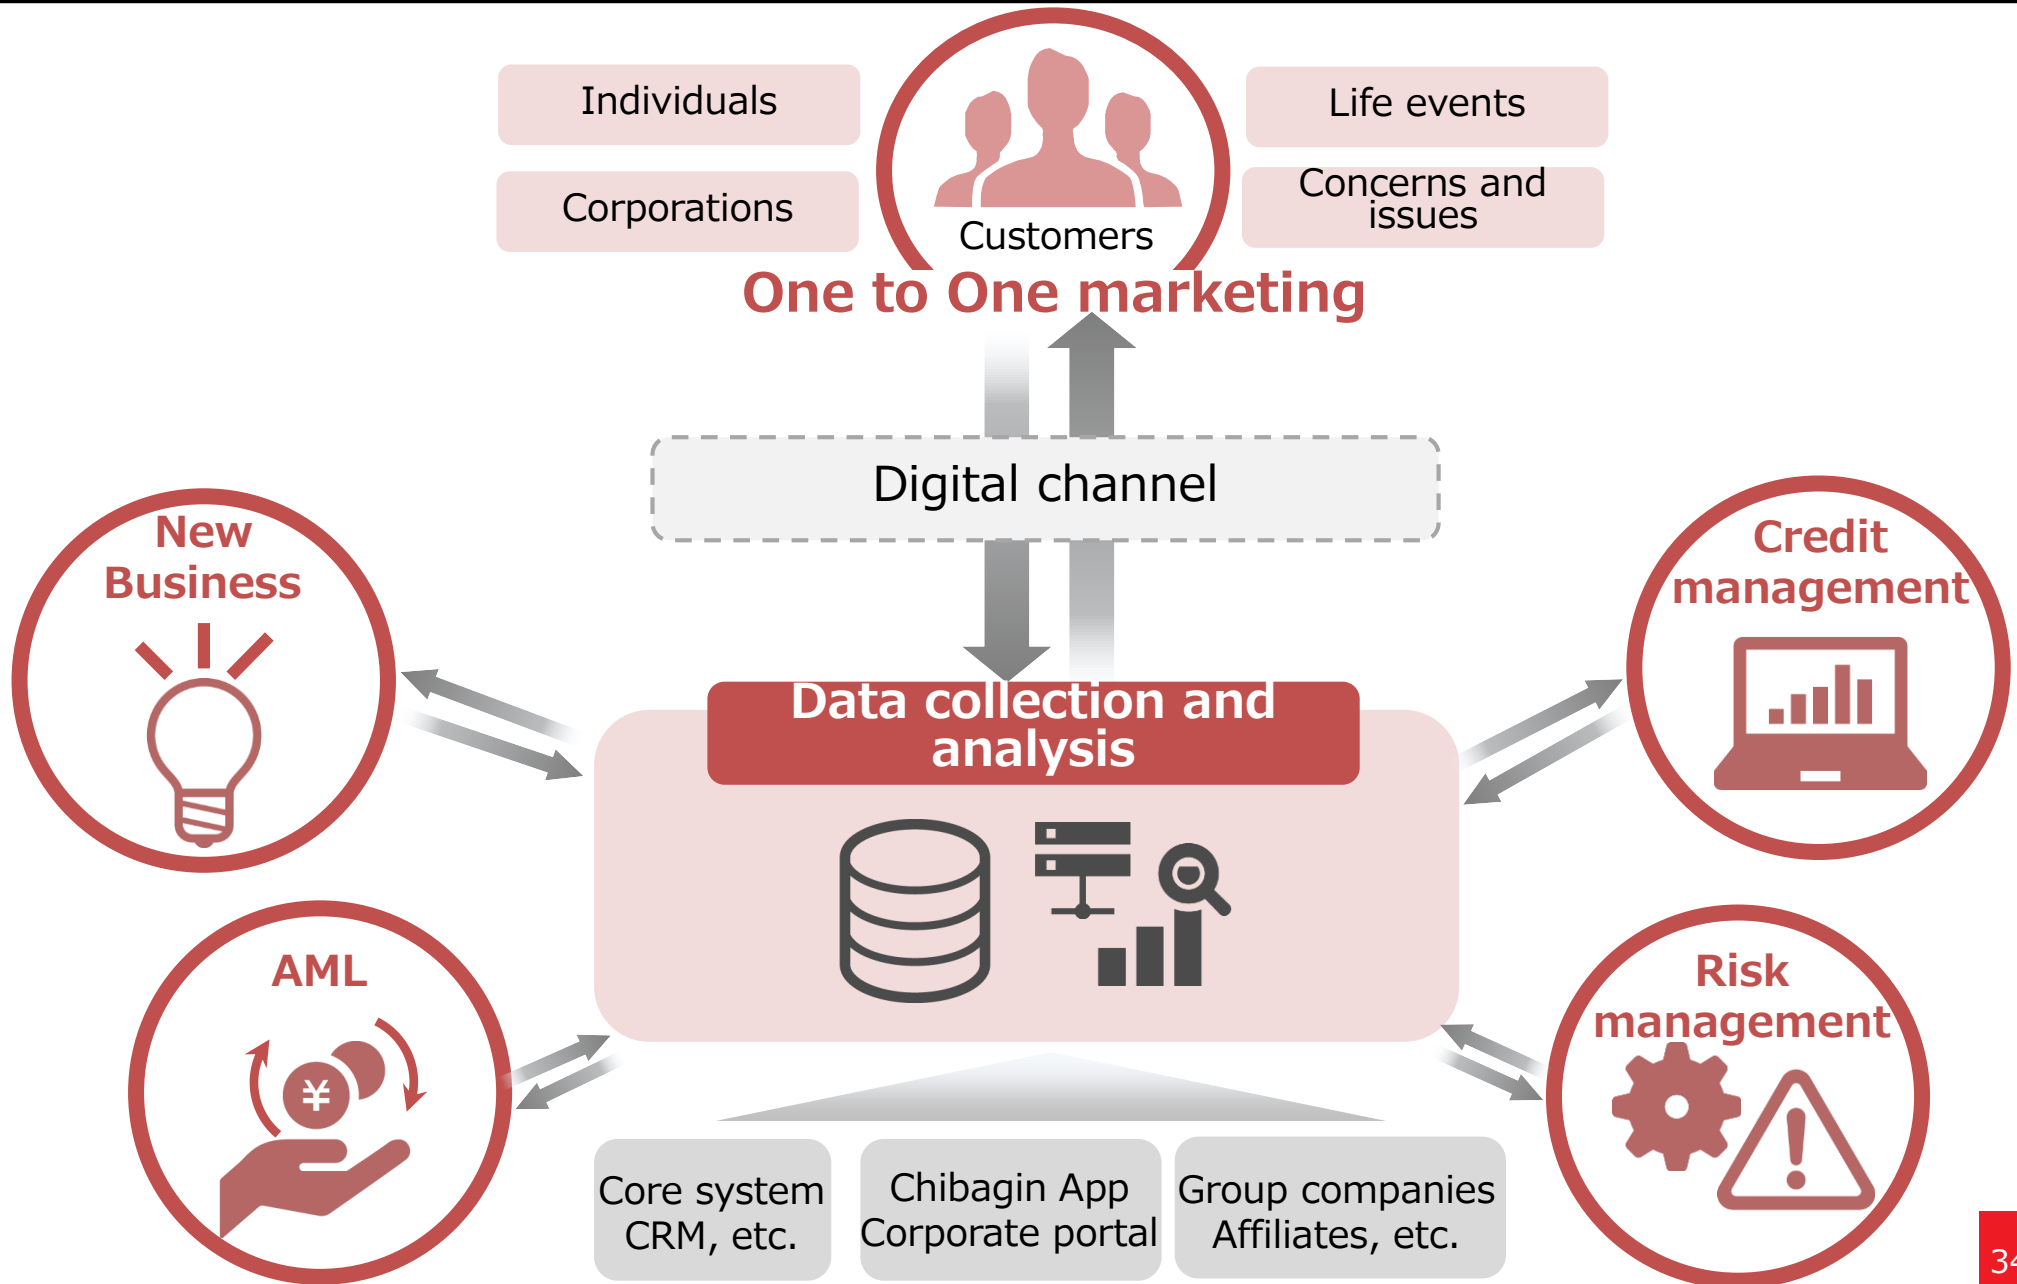 Individuals
Life events
Corporations
Concerns and
issues
Customers
One to One marketing
Digital channel
New
Business
Credit
management
Data collection and
analysis
AML
¥
Risk
management
Core system
CRM, etc.
Chibagin App
Corporate portal
Group companies
Affiliates, etc.
34